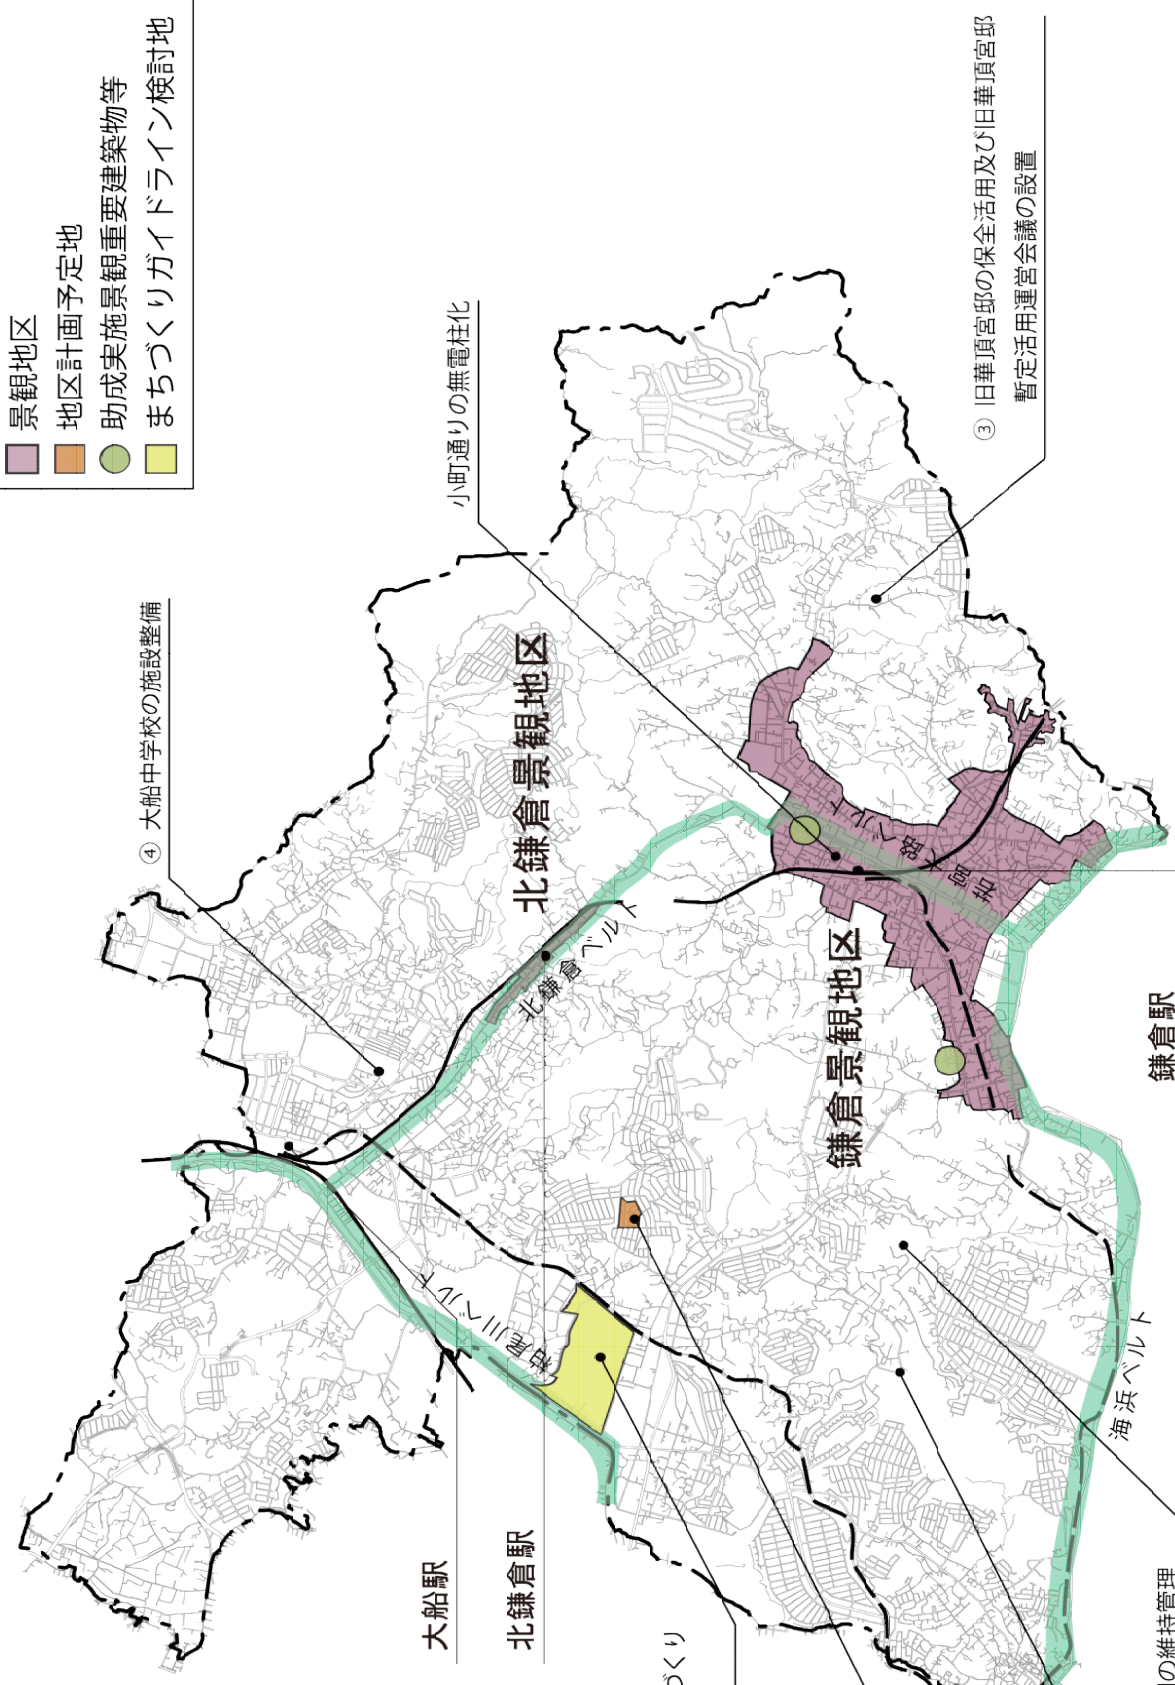 景観地区
地区計画予定地
助成実施景観重要建築物等
まちづくりガイドライン検討地
④ 大船中学校の施設整備
小町通りの無電柱化
③ 旧華頂宮邸の保全活用及び旧華頂宮邸
暫定活用運営会議の設置
北鎌倉景観地区
北鎌倉ベルト
若宮大路ベルト
鎌倉景観地区
柏尾川ベルト
海浜ベルト
大船駅
北鎌倉駅
鎌倉駅
づくり
の維持管理